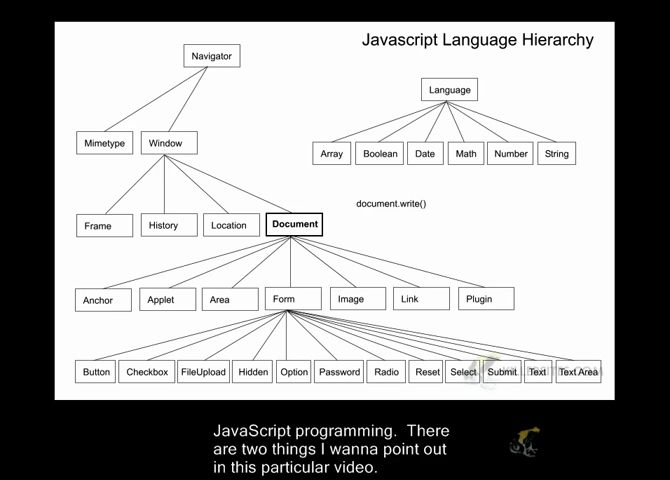 Javascript Language Hierarchy
Navigator
Language
Mimetype
Window
Array
Boolean
Date
Math
Number
String
document.write()
Frame
History
Location
Document
Anchor
Applet
Area
Form
Image
Link
Plugin
Button
Checkbox
FileUpload
Hidden
Option
Password
Radio
Reset
Select
Submit
Text
TextArea
JavaScript programming. There
are two things I wanna point out
in this particular video.